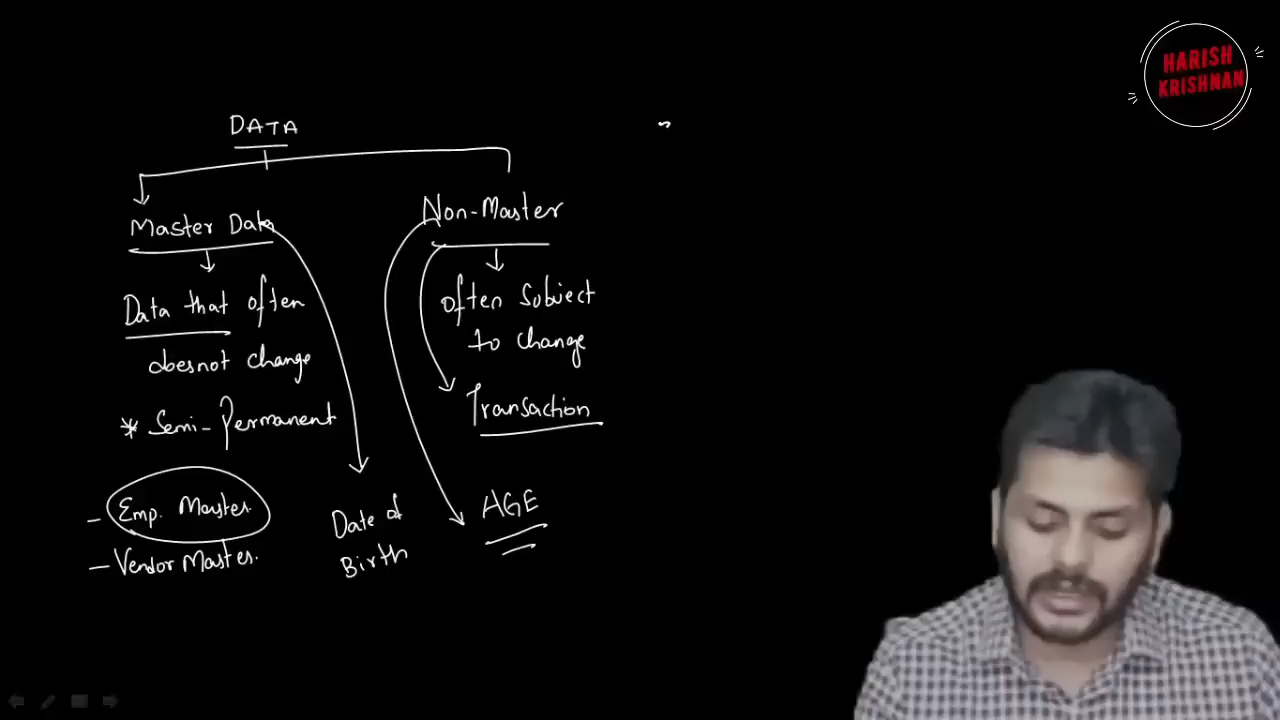 HARISH
KRISHNAN
DATA
Master Data
Non-Master
Data that often
doesnot change
* Semi-Permanent
often Subject
to change
Transaction
- Emp. Master.
- Vendor Master.
Date of
Birth
AGE